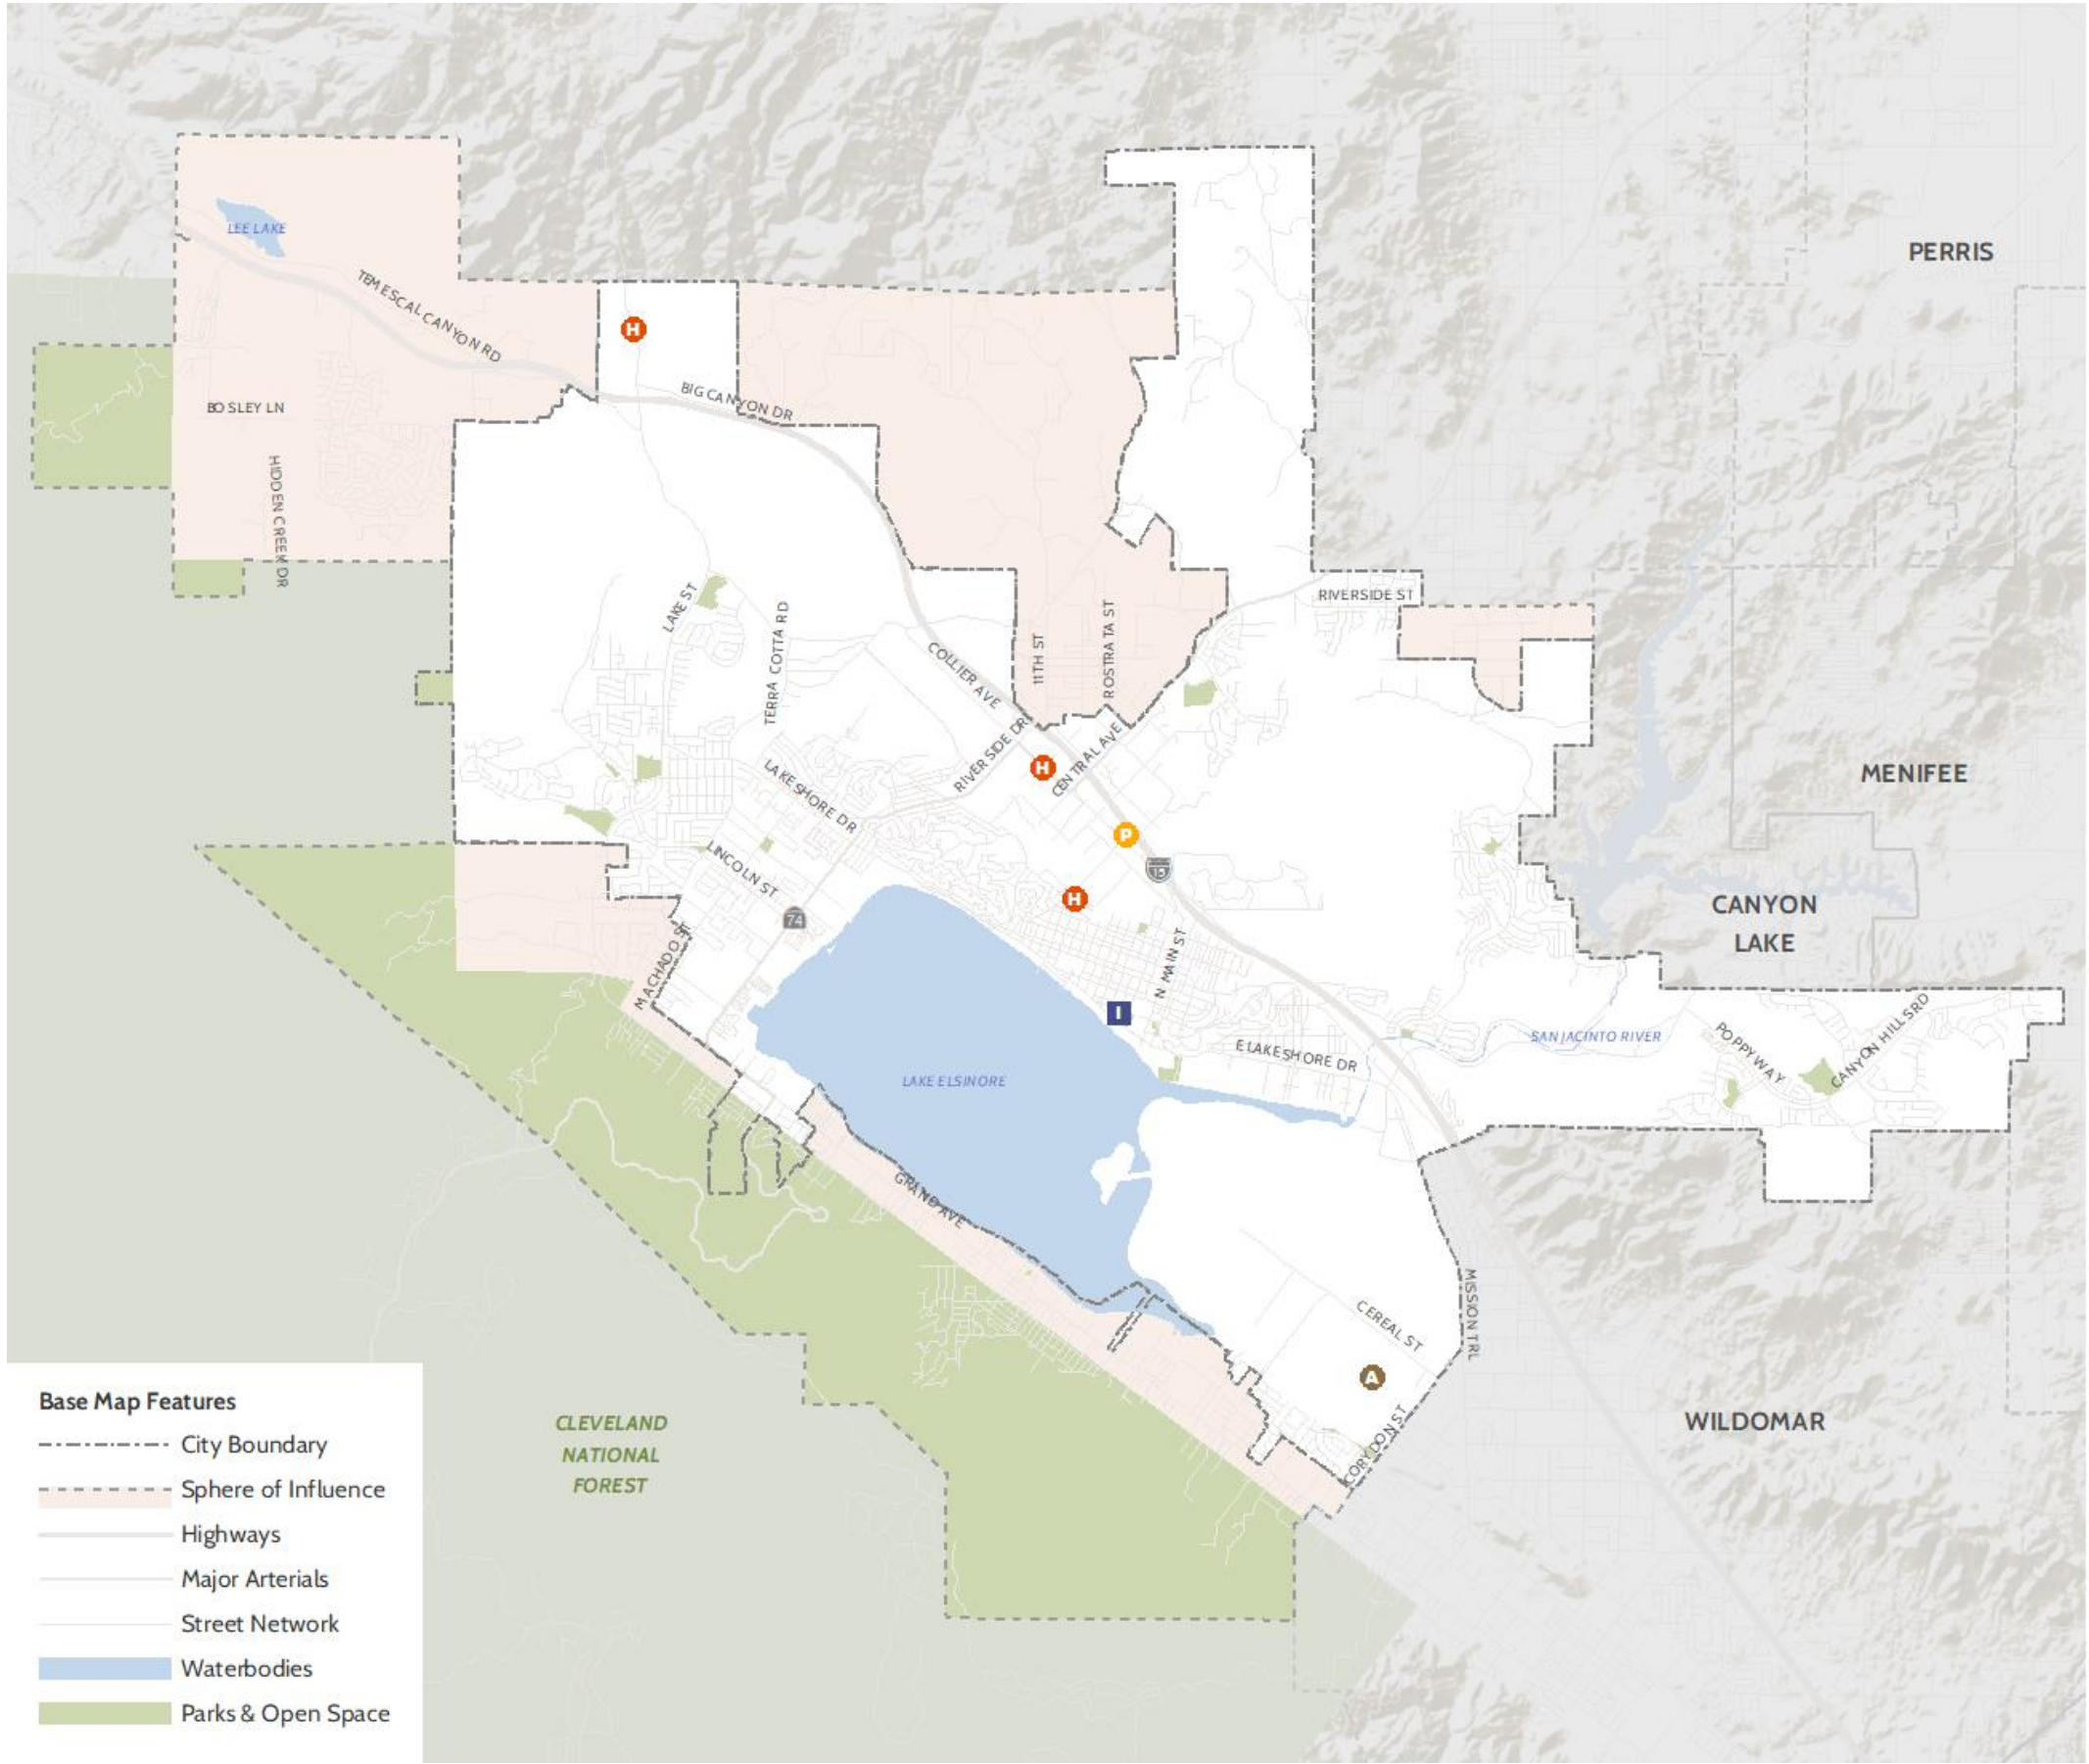 PERRIS
LEE LAKE
TEMESCAL CANYON RD
H
BIG CANYON DR
BOSLEY LN
HIDDEN CREEK DR
LAKE ST
TERRA COTTA RD
RIVERSIDE ST
11TH ST
ROSTRATA ST
COLLIER AVE
RIVERSIDE DR
CENTRAL AVE
H
LAKESHORE DR
MENIFEE
P
15
LINCOLN ST
H
74
CANYON
LAKE
MACHADO ST
N MAIN ST
I
SAN JACINTO RIVER
POPPY WAY
CANYON HILLS RD
E LAKESHORE DR
LAKE ELSINORE
GRAND AVE
MISSION TRL
CEREAL ST
A
CORYDON ST
WILDOMAR
CLEVELAND
NATIONAL
FOREST
Base Map Features
City Boundary
Sphere of Influence
Highways
Major Arterials
Street Network
Waterbodies
Parks & Open Space